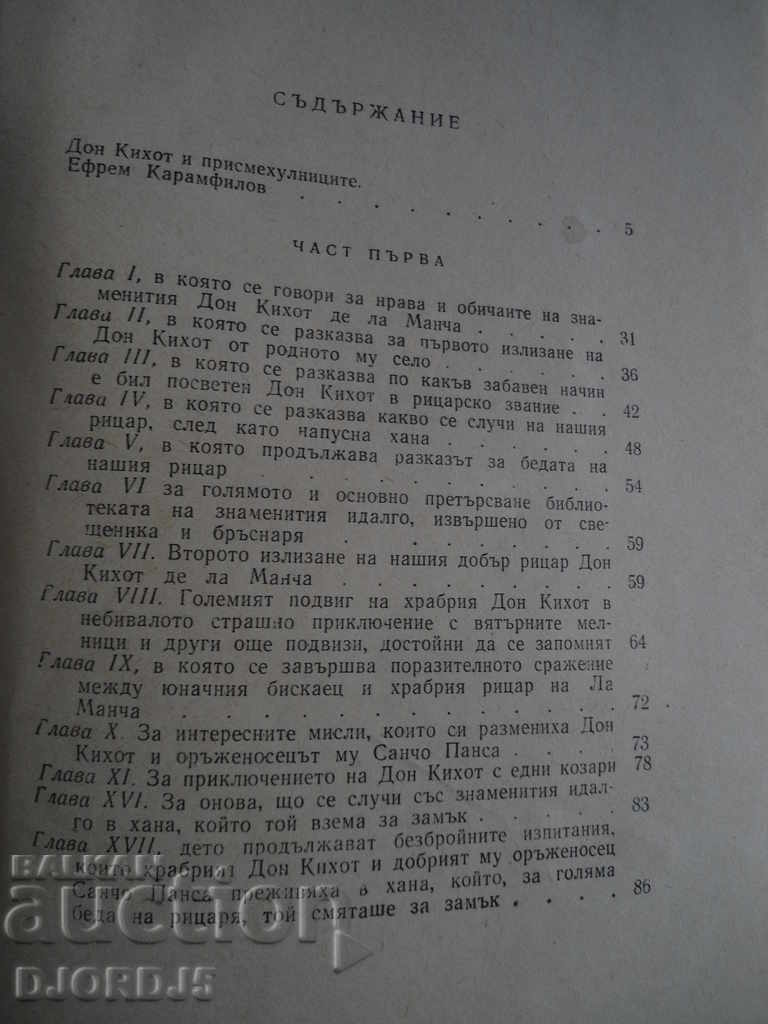 СЪДЪРЖАНИЕ
Дон Кихот и присмехулниците.
Ефрем Карамфилов . . . . . . . . . . 5
ЧАСТ ПЪРВА
Глава I, в която се говори за нрава и обичаите на зна-
менития Дон Кихот де ла Манча . . . . . 31
Глава II, в която се разказва за първото излизане на
Дон Кихот от родното му село . . . . . 36
Глава III, в която се разказва по какъв забавен начин
е бил посветен Дон Кихот в рицарско звание . . 42
Глава IV, в която се разказва какво се случи на нашия
рицар, след като напусна хана . . . . . 48
Глава V, в която продължава разказът за бедата на
нашия рицар . . . . . . . . . . 54
Глава VI за голямото и основно претърсване библио-
теката на знаменития идалго, извършено от све-
щеника и бръснаря . . . . . . . 59
Глава VII. Второто излизане на нашия добър рицар Дон
Кихот де ла Манча . . . . . . . . 59
Глава VIII. Големият подвиг на храбрия Дон Кихот в
небивалото страшно приключение с вятърните мел-
ници и други още подвизи, достойни да се запомнят 64
Глава IX, в която се завършва поразителното сражение
между юначния бискаец и храбрия рицар на Ла
Манча . . . . . . . . . . . . 72
Глава X. За интересните мисли, които си размениха Дон
Кихот и оръженосецът му Санчо Панса . . . . 73
Глава XI. За приключението на Дон Кихот с едни козари 78
Глава XVI. За онова, що се случи със знаменития идал-
го в хана, който той взема за замък . . . . . 83
Глава XVII. дето продължават безбройните изпитания,
които храбрият Дон Кихот и добрият му оръженосец
Санчо Панса преживяха в хана, който, за голяма
беда на рицаря, той смяташе за замък . . . . 86
BALKAN
auction
DJORDJ5